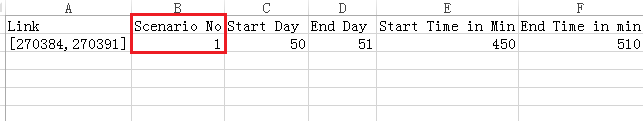 A B C D E F
Link Scenario No Start Day End Day Start Time in Min End Time in min
[270384,270391] 1 50 51 450 510